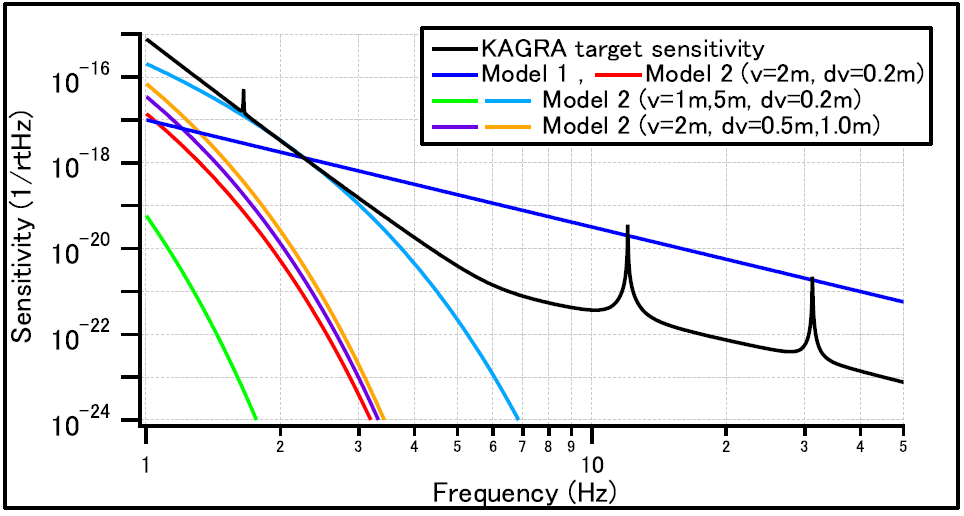 KAGRA target sensitivity
Model 1 , Model 2 (v=2m, dv=0.2m)
Model 2 (v=1m,5m, dv=0.2m)
Model 2 (v=2m, dv=0.5m,1.0m)
Sensitivity (1/rtHz)
10-16
10-18
10-20
10-22
10-24
1 2 3 4 5 6 7 8 9 10 2 3 4 5
Frequency (Hz)